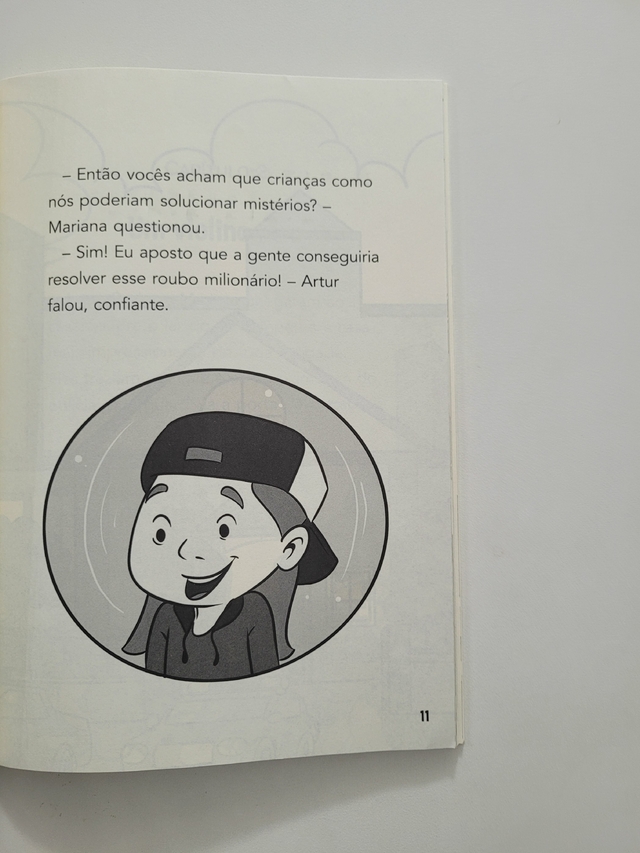 – Então vocês acham que crianças como
nós poderiam solucionar mistérios? –
Mariana questionou.
– Sim! Eu aposto que a gente conseguiria
resolver esse roubo milionário! – Artur
falou, confiante.
11